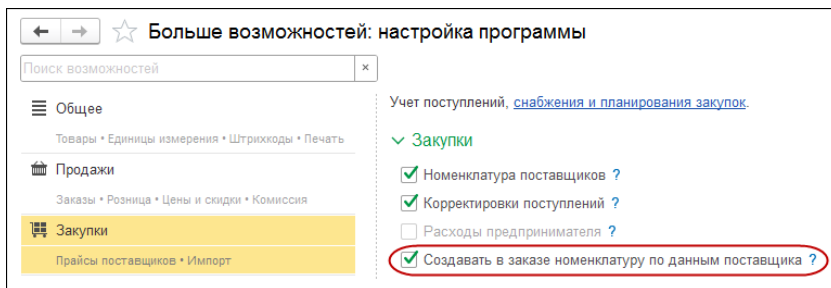 Больше возможностей: настройка программы
Поиск возможностей ×
Общее
Товары • Единицы измерения • Штрихкоды • Печать
Продажи
Заказы • Розница • Цены и скидки • Комиссия
Закупки
Прайсы поставщиков • Импорт
Учет поступлений, снабжения и планирования закупок.
Закупки
Номенклатура поставщиков ?
Корректировки поступлений ?
Расходы предпринимателя ?
Создавать в заказе номенклатуру по данным поставщика ?